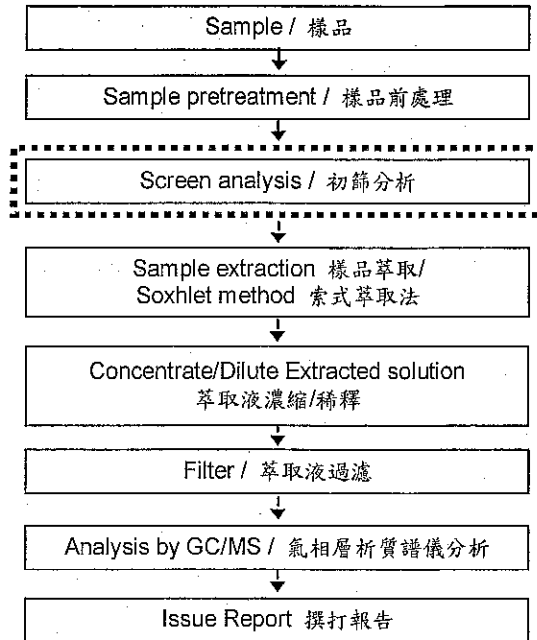 Sample / 樣品
Sample pretreatment / 樣品前處理
Screen analysis / 初篩分析
Sample extraction 樣品萃取/
Soxhlet method 索式萃取法
Concentrate/Dilute Extracted solution
萃取液濃縮/稀釋
Filter / 萃取液過濾
Analysis by GC/MS / 氣相層析質譜儀分析
Issue Report 撰打報告